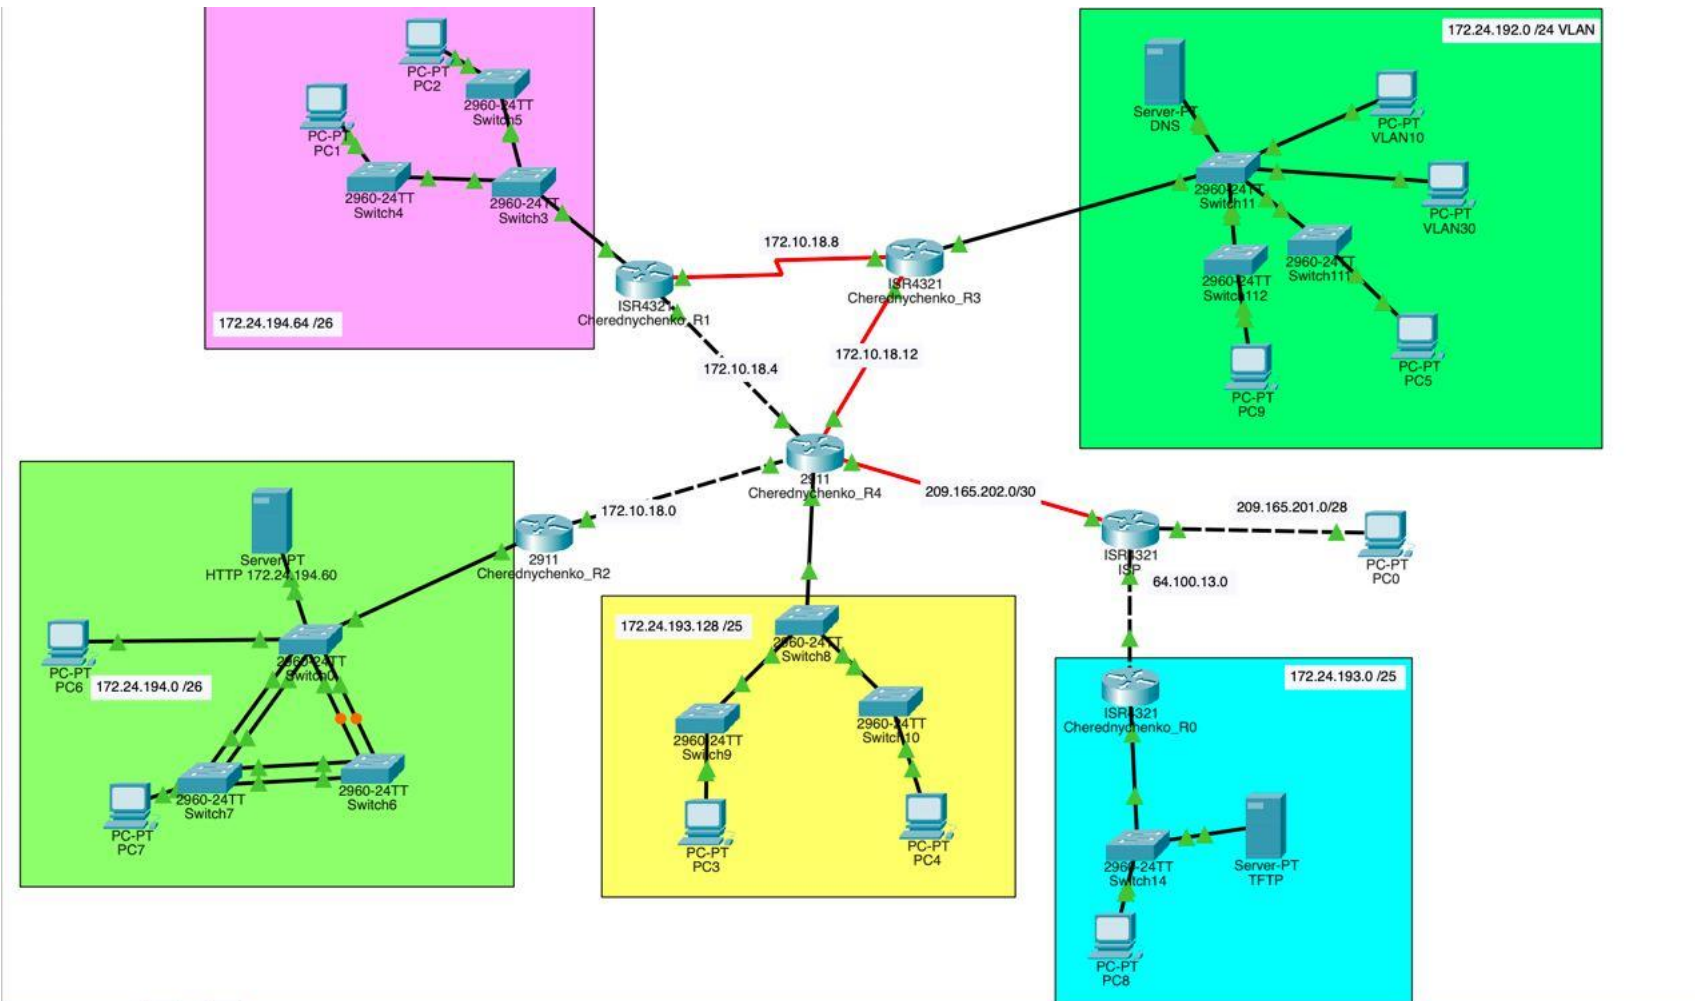 PC-PT
PC2
2960-24TT
Switch5
PC-PT
PC1
2960-24TT
Switch4
2960-24TT
Switch3
172.24.194.64 /26
ISR4321
Cherednychenko_R1
172.10.18.8
ISR4321
Cherednychenko_R3
172.10.18.4
172.10.18.12
172.24.192.0 /24 VLAN
Server-PT
DNS
PC-PT
VLAN10
2960-24TT
Switch11
PC-PT
VLAN30
2960-24TT
Switch111
2960-24TT
Switch112
PC-PT
PC5
PC-PT
PC9
2911
Cherednychenko_R4
172.10.18.0
209.165.202.0/30
209.165.201.0/28
2911
Cherednychenko_R2
ISR4321
ISP
PC-PT
PC0
64.100.13.0
Server-PT
HTTP 172.24.194.60
2960-24TT
Switch0
PC-PT
PC6
172.24.194.0 /26
2960-24TT
Switch7
2960-24TT
Switch6
PC-PT
PC7
172.24.193.128 /25
2960-24TT
Switch8
2960-24TT
Switch9
2960-24TT
Switch10
PC-PT
PC3
PC-PT
PC4
172.24.193.0 /25
ISR4321
Cherednychenko_R0
2960-24TT
Switch14
Server-PT
TFTP
PC-PT
PC8